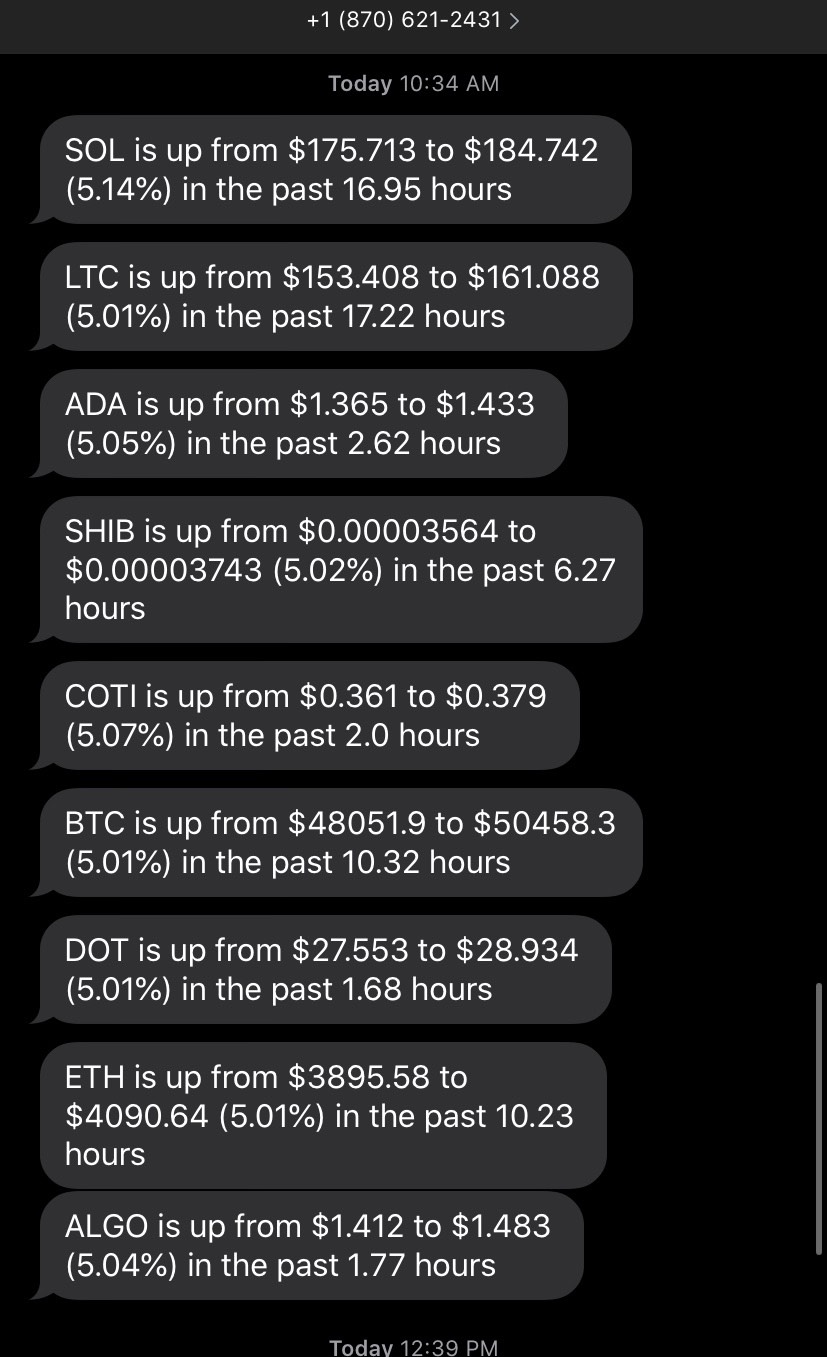 +1 (870) 621-2431 >
Today 10:34 AM
SOL is up from $175.713 to $184.742
(5.14%) in the past 16.95 hours
LTC is up from $153.408 to $161.088
(5.01%) in the past 17.22 hours
ADA is up from $1.365 to $1.433
(5.05%) in the past 2.62 hours
SHIB is up from $0.00003564 to
$0.00003743 (5.02%) in the past 6.27
hours
COTI is up from $0.361 to $0.379
(5.07%) in the past 2.0 hours
BTC is up from $48051.9 to $50458.3
(5.01%) in the past 10.32 hours
DOT is up from $27.553 to $28.934
(5.01%) in the past 1.68 hours
ETH is up from $3895.58 to
$4090.64 (5.01%) in the past 10.23
hours
ALGO is up from $1.412 to $1.483
(5.04%) in the past 1.77 hours
Today 12:39 PM